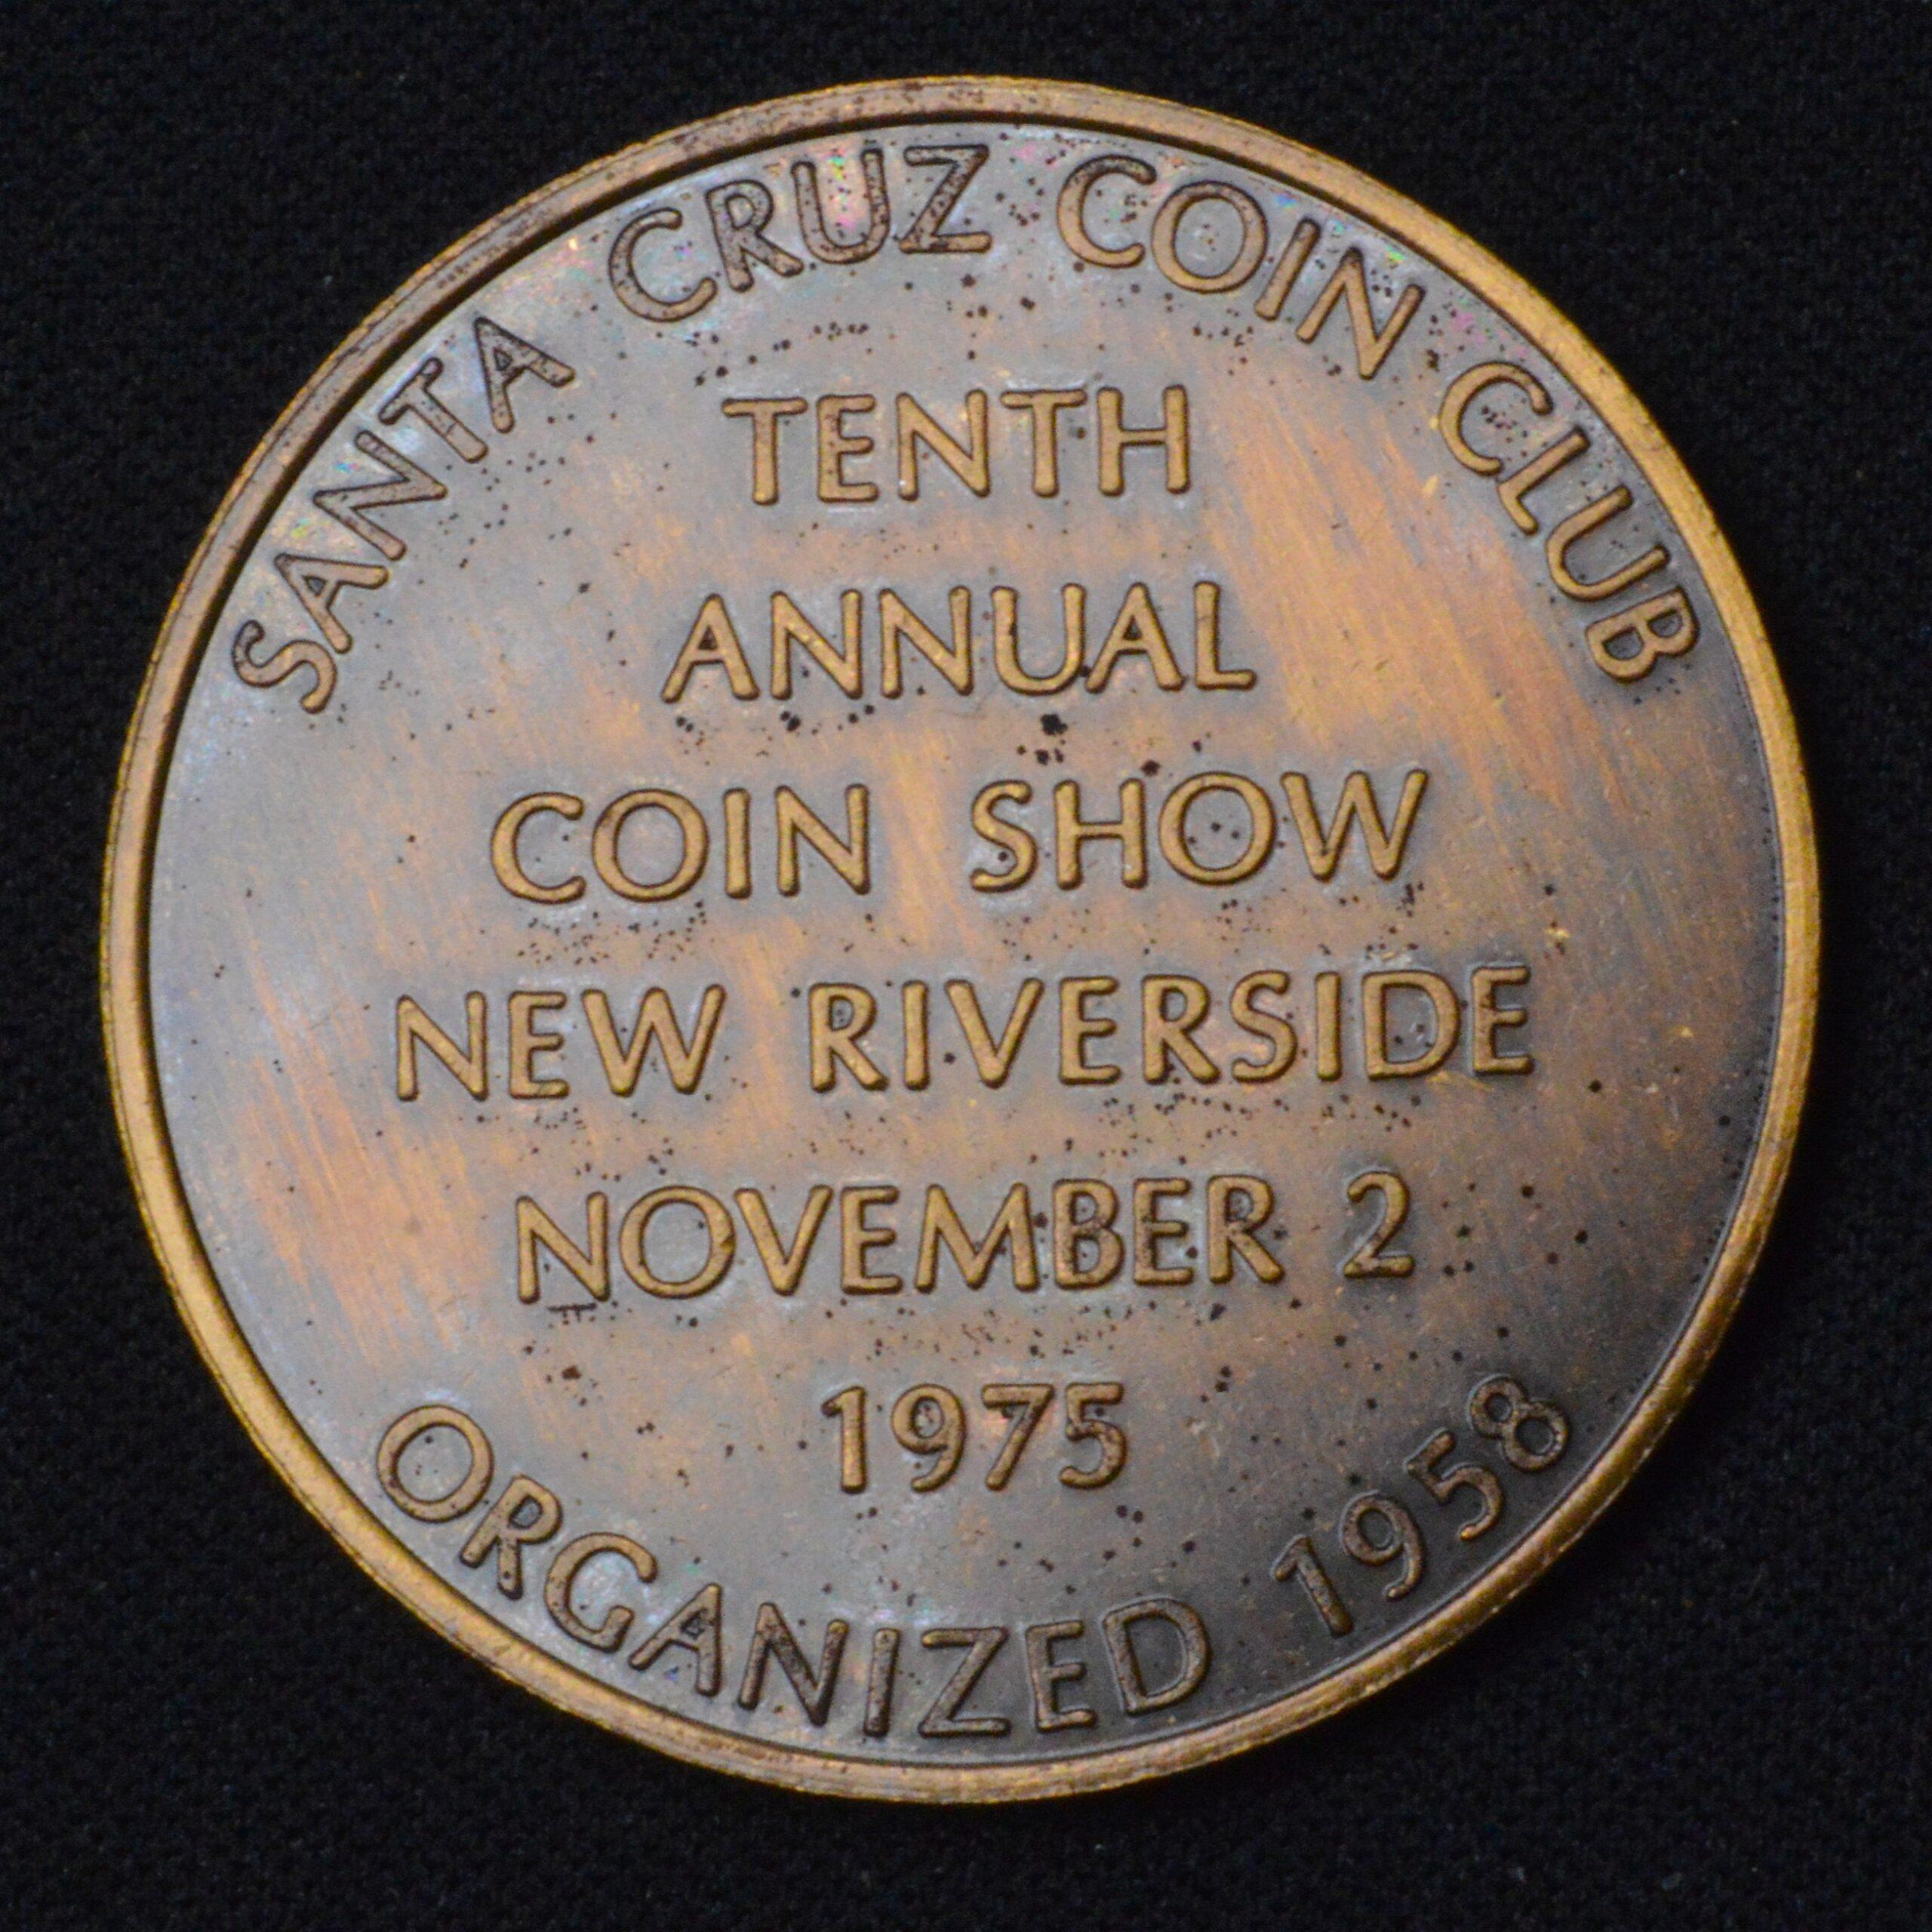 SANTA CRUZ COIN CLUB
TENTH
ANNUAL
COIN SHOW
NEW RIVERSIDE
NOVEMBER 2
1975
ORGANIZED 1958